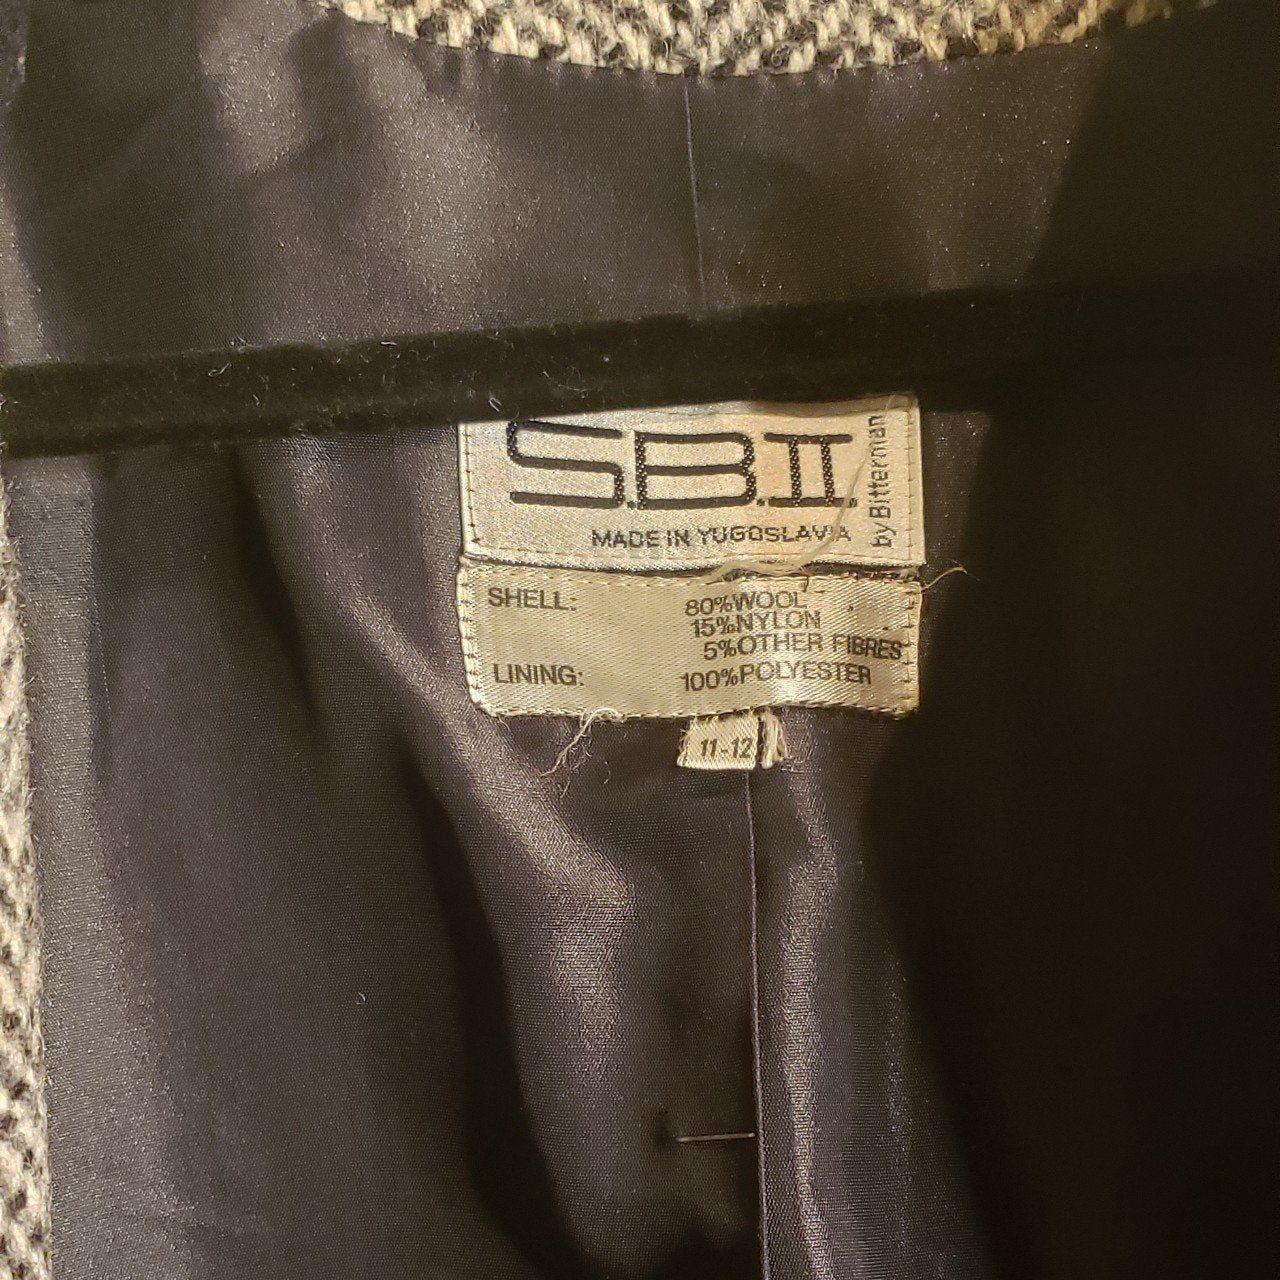 S.B.II.
by Bitterman
MADE IN YUGOSLAVIA
SHELL: 80%WOOL
15%NYLON
5%OTHER FIBRES
LINING: 100%POLYESTER
11-12